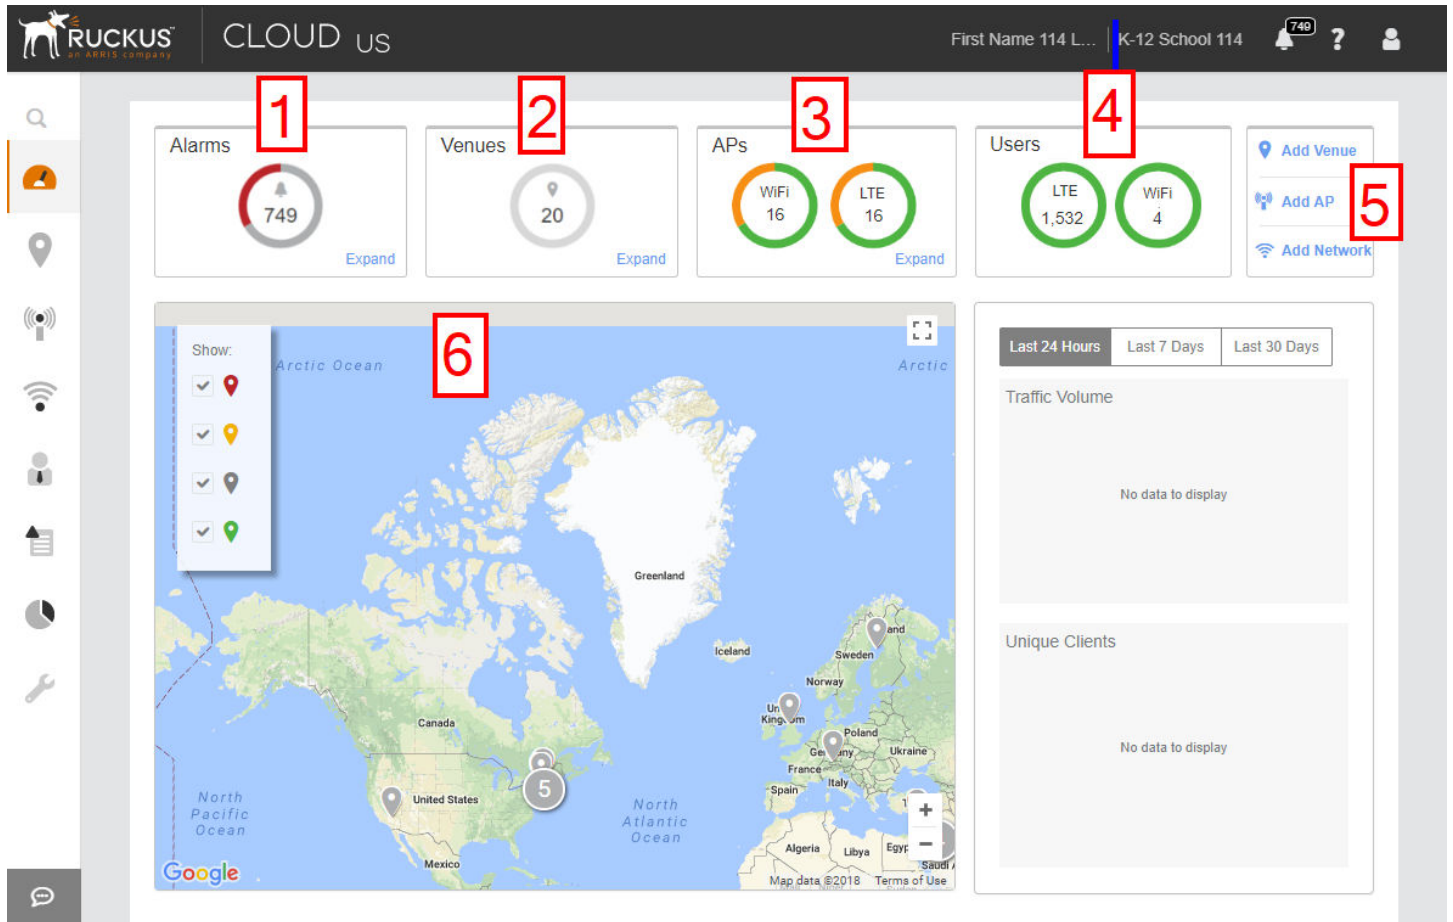 RUCKUS™
an ARRIS company
CLOUD US
First Name 114 L...
K-12 School 114
749
1
2
3
4
5
6
Alarms
749
Expand
Venues
20
Expand
APs
WiFi
16
LTE
16
Expand
Users
LTE
1,532
WiFi
4
Add Venue
Add AP
Add Network
Show:
Arctic Ocean
Arctic
Greenland
Iceland
Sweden
Norway
Canada
Poland
Ukraine
France
Italy
Spain
5
United States
North
Pacific
Ocean
North
Atlantic
Ocean
Algeria
Libya
Mexico
Google
Map data ©2018
Terms of Use
+
−
Last 24 Hours
Last 7 Days
Last 30 Days
Traffic Volume
No data to display
Unique Clients
No data to display